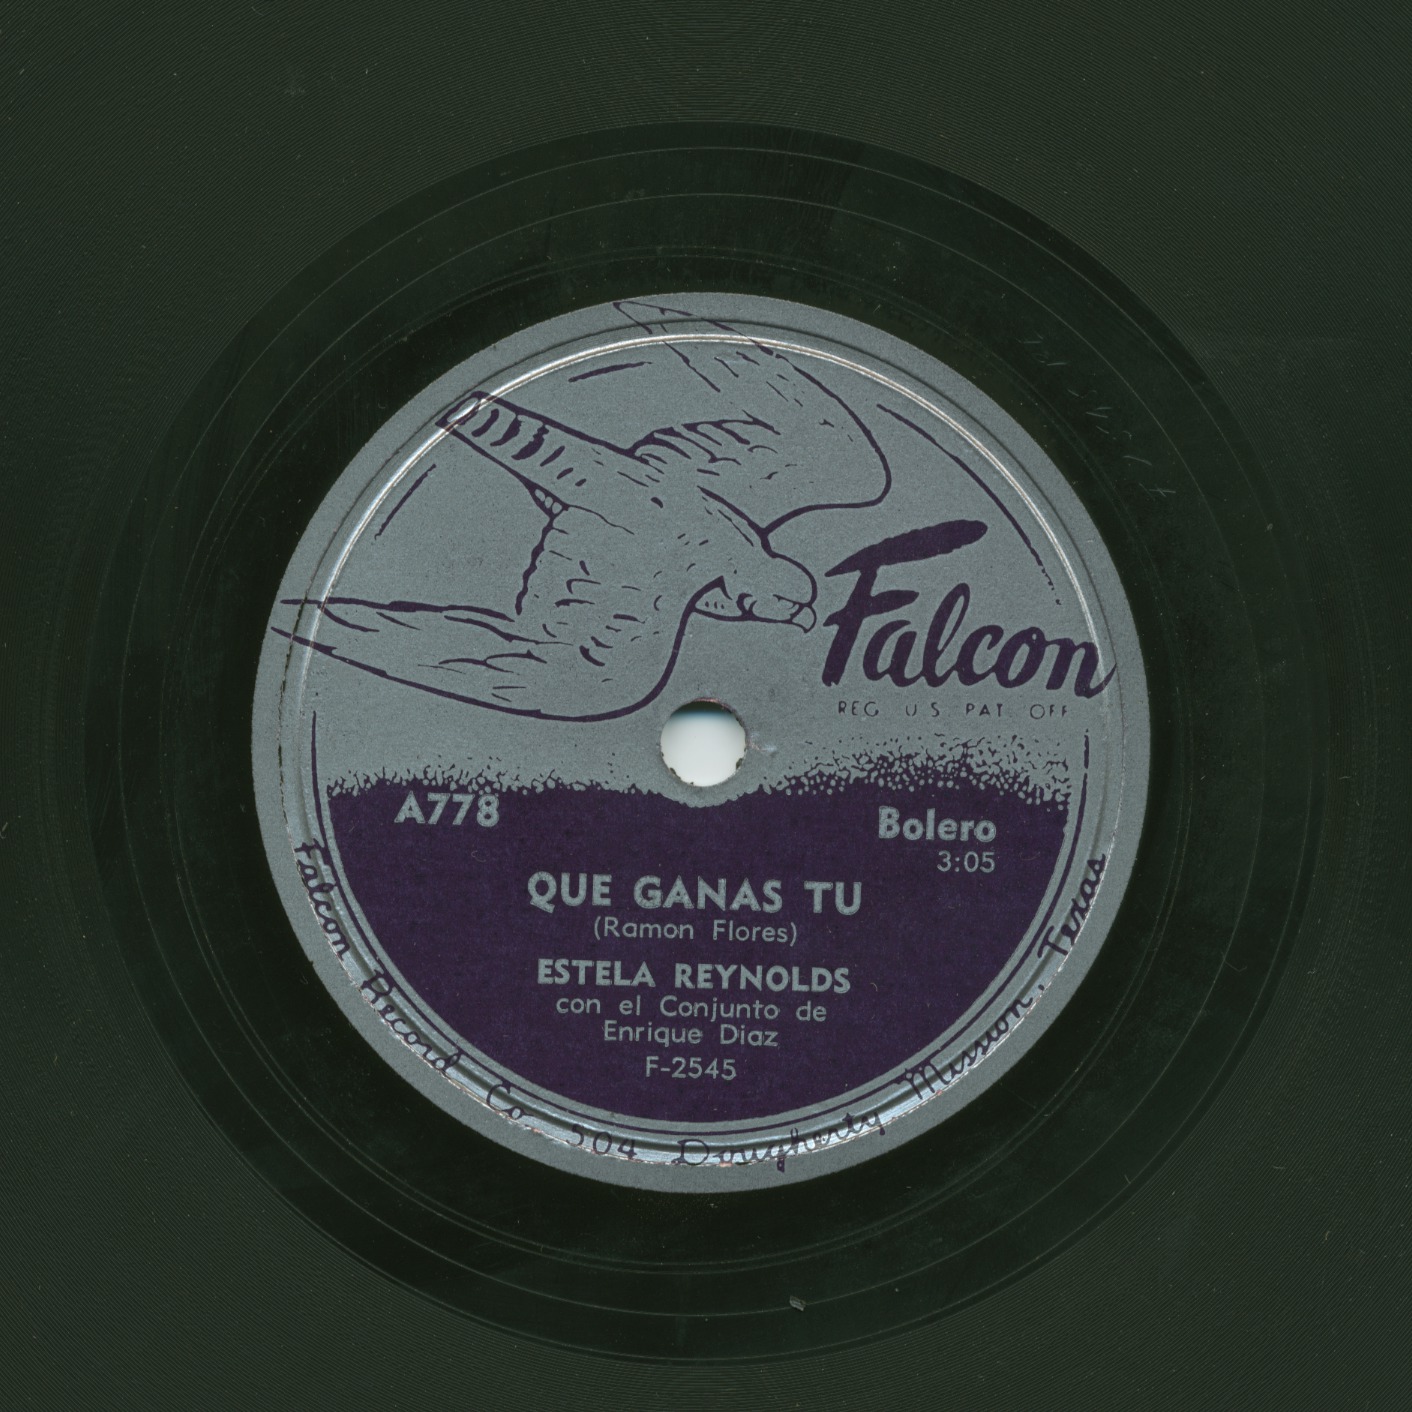 Falcon
REG. U.S. PAT. OFF.
A778
Bolero
3:05
QUE GANAS TU
(Ramon Flores)
ESTELA REYNOLDS
con el Conjunto de
Enrique Diaz
F-2545
Falcon Record Co. 504 Dougherty Mission, Texas